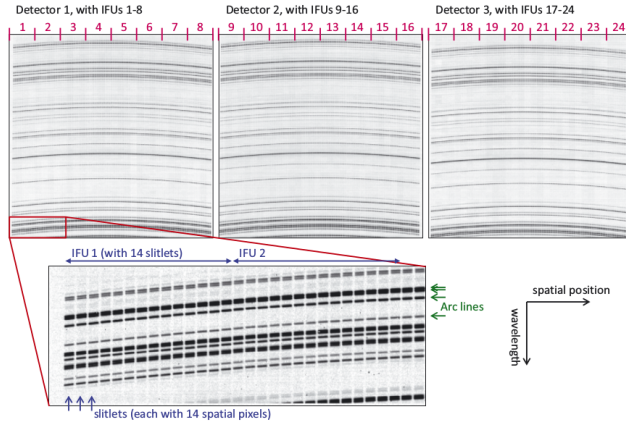 Detector 1, with IFUs 1-8
Detector 2, with IFUs 9-16
Detector 3, with IFUs 17-24
1 2 3 4 5 6 7 8
9 10 11 12 13 14 15 16
17 18 19 20 21 22 23 24
IFU 1 (with 14 slitlets)
IFU 2
Arc lines
spatial position
wavelength
slitlets (each with 14 spatial pixels)